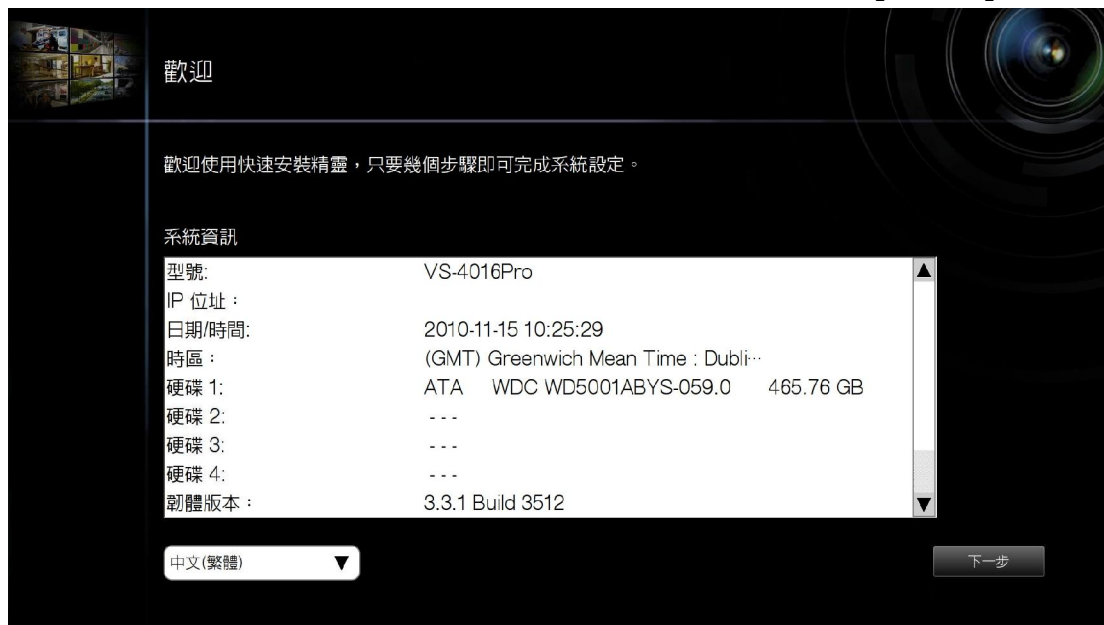 歡迎
歡迎使用快速安裝精靈，只要幾個步驟即可完成系統設定。
系統資訊
型號: VS-4016Pro
IP 位址：
日期/時間: 2010-11-15 10:25:29
時區： (GMT) Greenwich Mean Time : Dubli…
硬碟 1: ATA WDC WD5001ABYS-059.0 465.76 GB
硬碟 2: ---
硬碟 3: ---
硬碟 4: ---
韌體版本： 3.3.1 Build 3512
中文(繁體) ▼
下一步